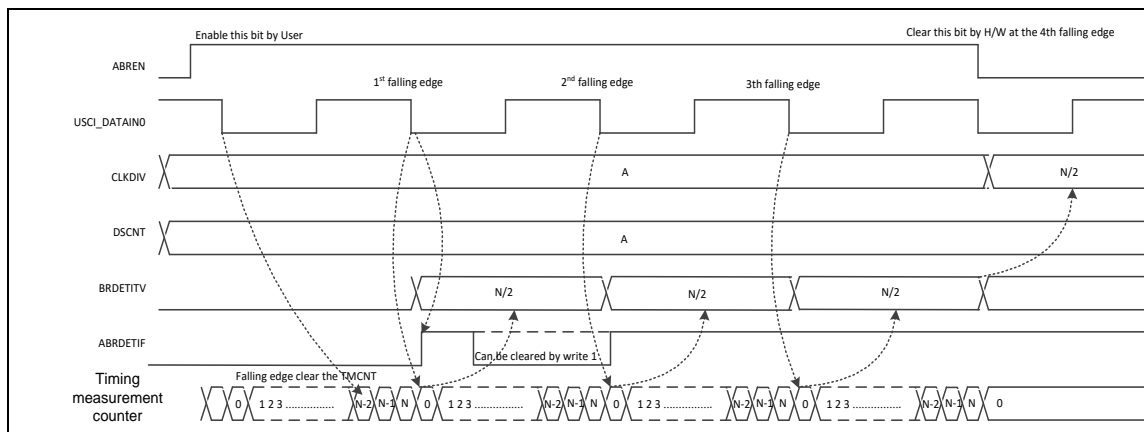 Enable this bit by User
Clear this bit by H/W at the 4th falling edge
ABREN
1st falling edge
2nd falling edge
3th falling edge
USCI_DATAIN0
CLKDIV
A
N/2
DSCNT
A
BRDETITV
N/2
N/2
N/2
ABRDETIF
Can be cleared by write 1
Falling edge clear the TMCNT
Timing
measurement
counter
0 1 2 3 ................ N-2 N-1 N 0 1 2 3 ................ N-2 N-1 N 0 1 2 3 ................ N-2 N-1 N 0 1 2 3 ................ N-2 N-1 N 0